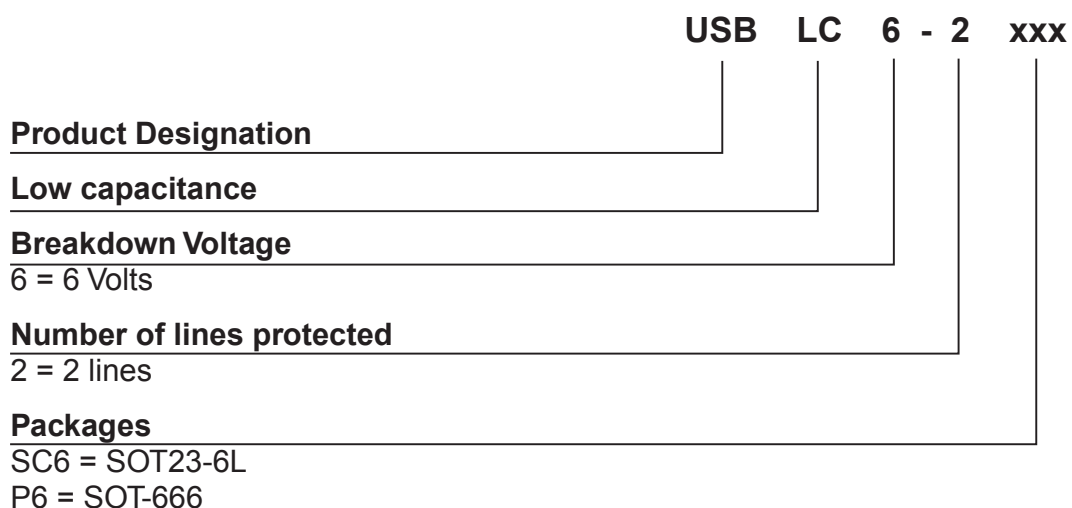 USB LC 6 - 2 xxx
Product Designation
Low capacitance
Breakdown Voltage
6 = 6 Volts
Number of lines protected
2 = 2 lines
Packages
SC6 = SOT23-6L
P6 = SOT-666